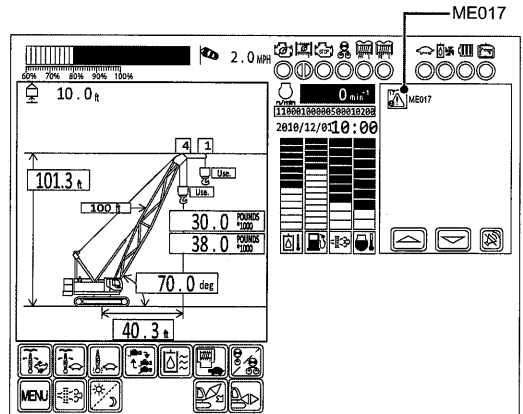 ME017
2.0 MPH
60% 70% 80% 90% 100%
10.0 ft
n/min
0 min-1
ME017
11000100000500010200
2010/12/01 10:00
4 1
Use.
Use.
101.3 ft
100 ft
30.0 POUNDS *1000
38.0 POUNDS *1000
70.0 deg
40.3 ft
MENU